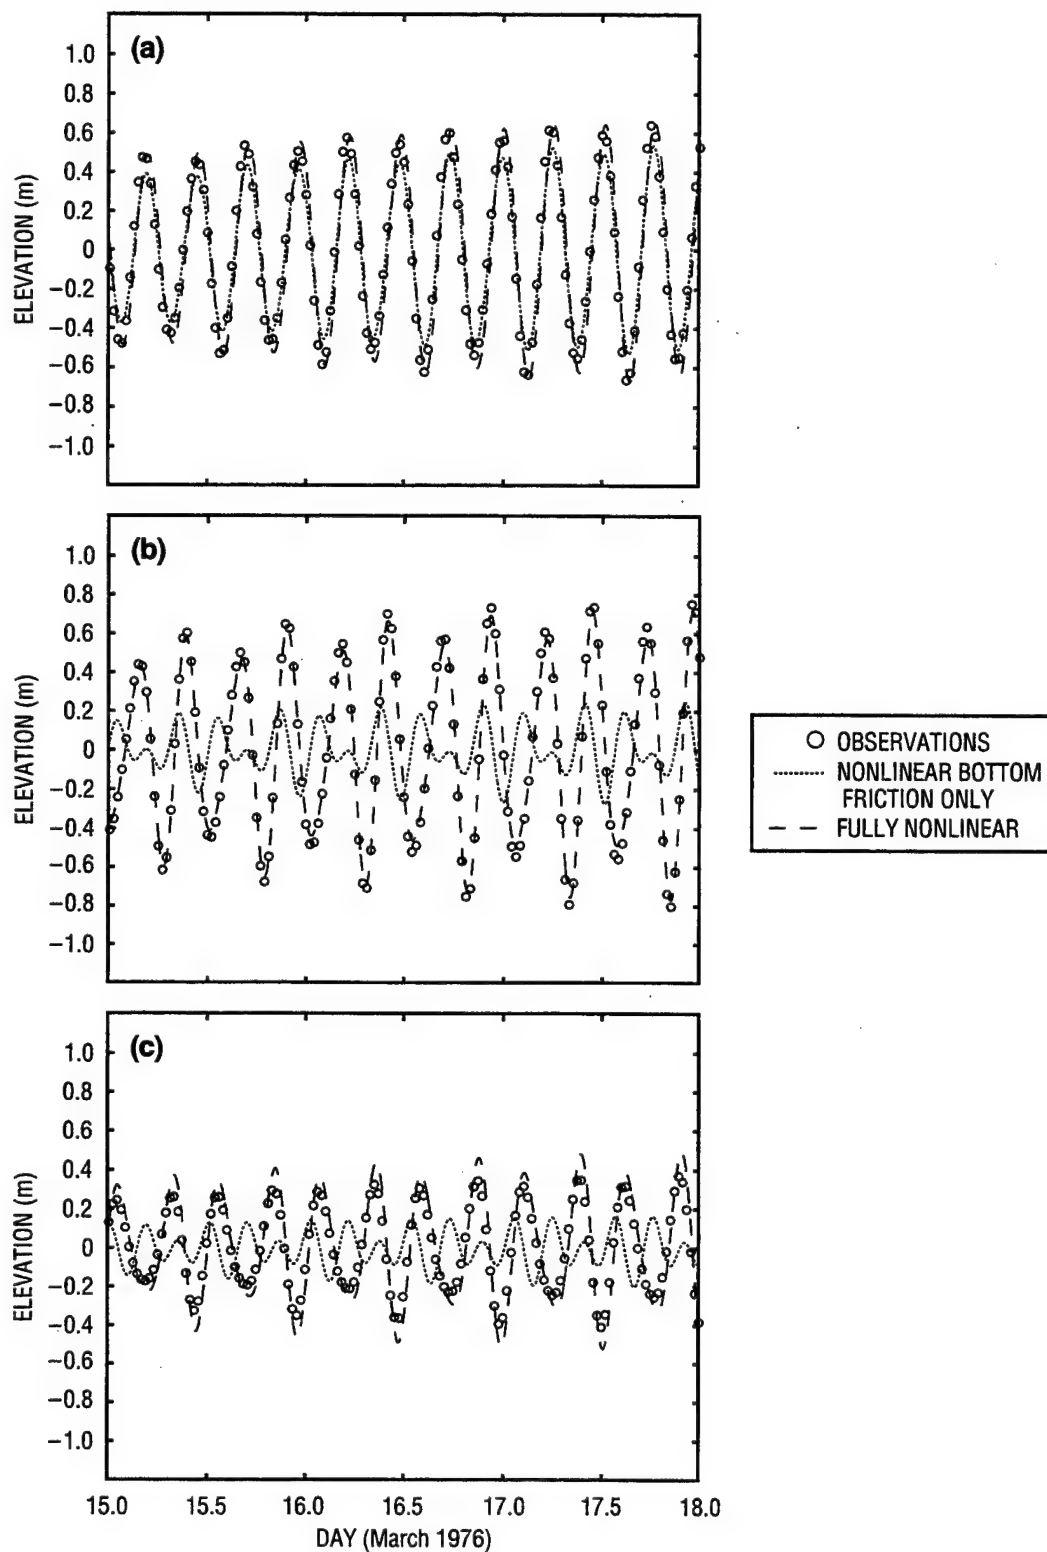 (a)
1.0
0.8
0.6
0.4
0.2
0
−0.2
−0.4
−0.6
−0.8
−1.0
ELEVATION (m)
(b)
1.0
0.8
0.6
0.4
0.2
0
−0.2
−0.4
−0.6
−0.8
−1.0
ELEVATION (m)
OBSERVATIONS
NONLINEAR BOTTOM
FRICTION ONLY
FULLY NONLINEAR
(c)
1.0
0.8
0.6
0.4
0.2
0
−0.2
−0.4
−0.6
−0.8
−1.0
ELEVATION (m)
15.0 15.5 16.0 16.5 17.0 17.5 18.0
DAY (March 1976)